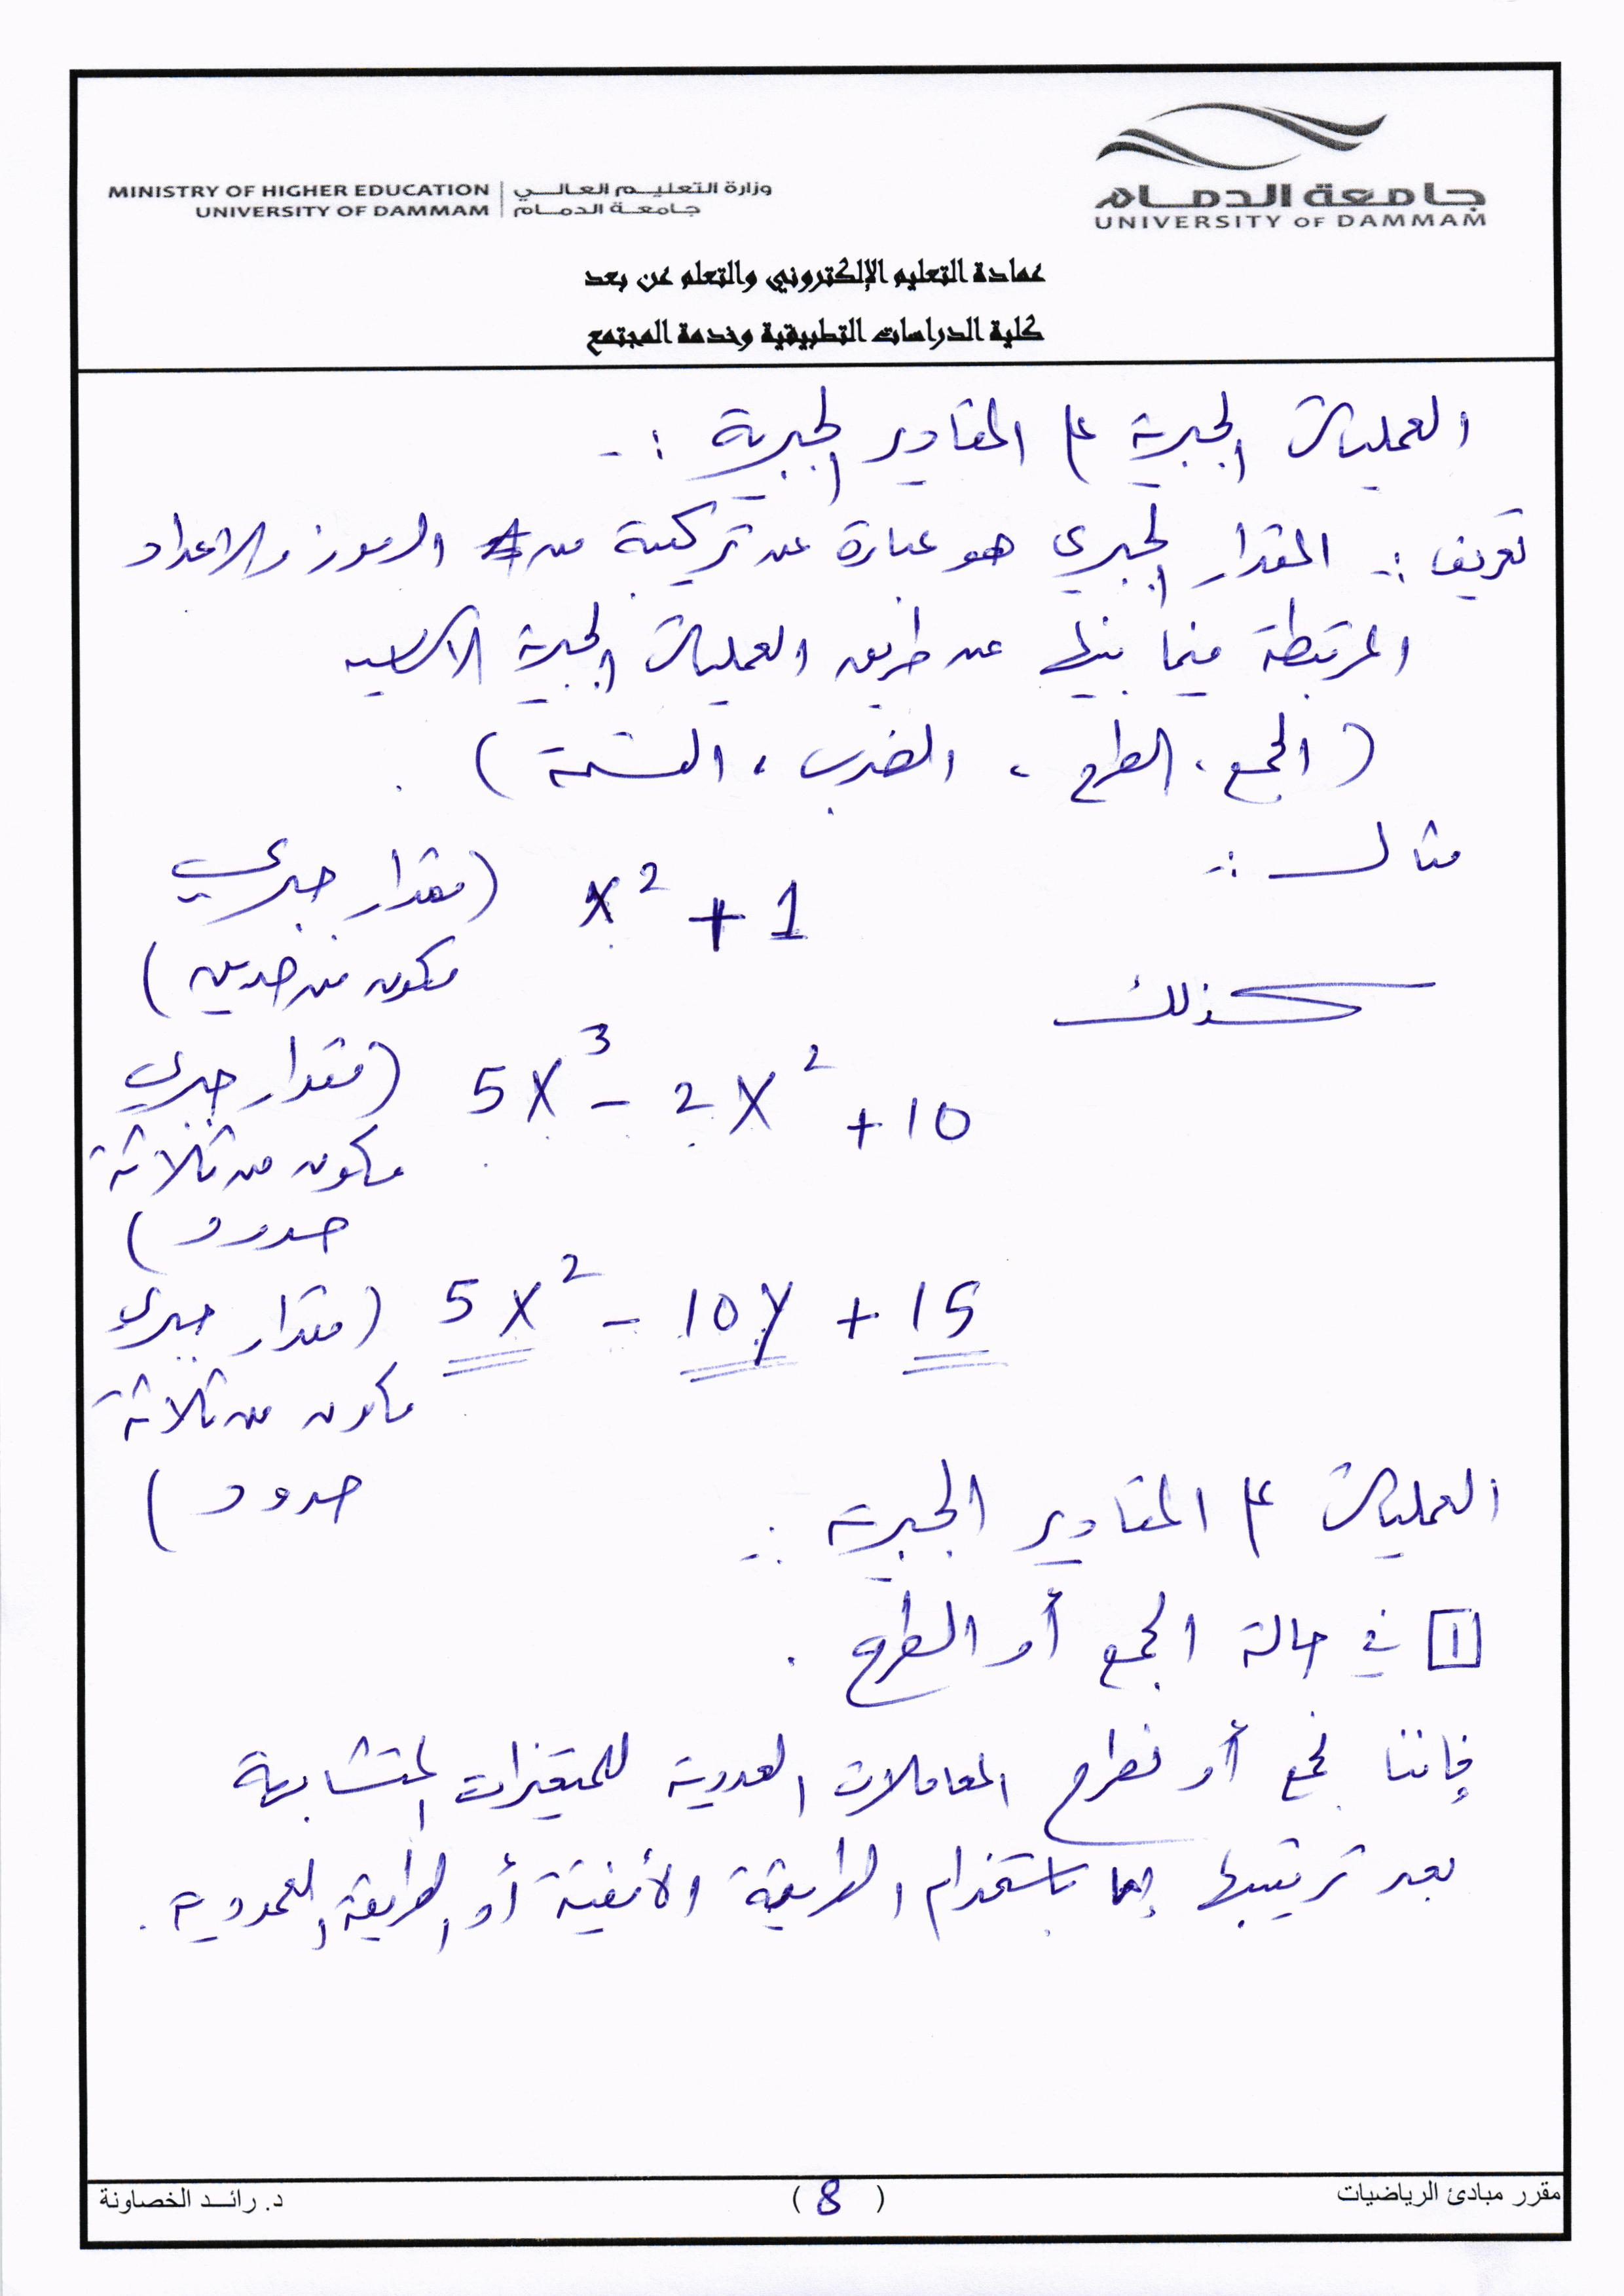 جامعة الدمام
UNIVERSITY OF DAMMAM
MINISTRY OF HIGHER EDUCATION | وزارة التعليم العالي
UNIVERSITY OF DAMMAM | جامعة الدمام
عمادة التعليم الإلكتروني والتعلم عن بعد
كلية الدراسات التطبيقية وخدمة المجتمع
العمليات الجبرية على المقادير الجبرية :-
تعريف :- المقدار الجبري هو عبارة عن تركيبة من الرموز والاعداد
المرتبطة فيما بينها عن طريق العمليات الجبرية الاساسيه
(الجمع ، الطرح ، الضرب ، القسمة) .
مثال :-
x² + 1 (مقدار جبري
مكون من حدين)
كذلك
5x³ - 2x² + 10 (مقدار جبري
مكون من ثلاثة
حدود)
5x² - 10y + 15 (مقدار جبري
مكون من ثلاثة
حدود)
العمليات على المقادير الجبرية :-
1 في حالة الجمع أو الطرح .
فإننا نجمع أو نطرح المعاملات العددية للمتغيرات المتشابهة
بعد ترتيبها إما باستخدام الطريقة الأفقية أو الطريقة العمودية .
مقرر مبادئ الرياضيات
( 8 )
د. رائد الخصاونة